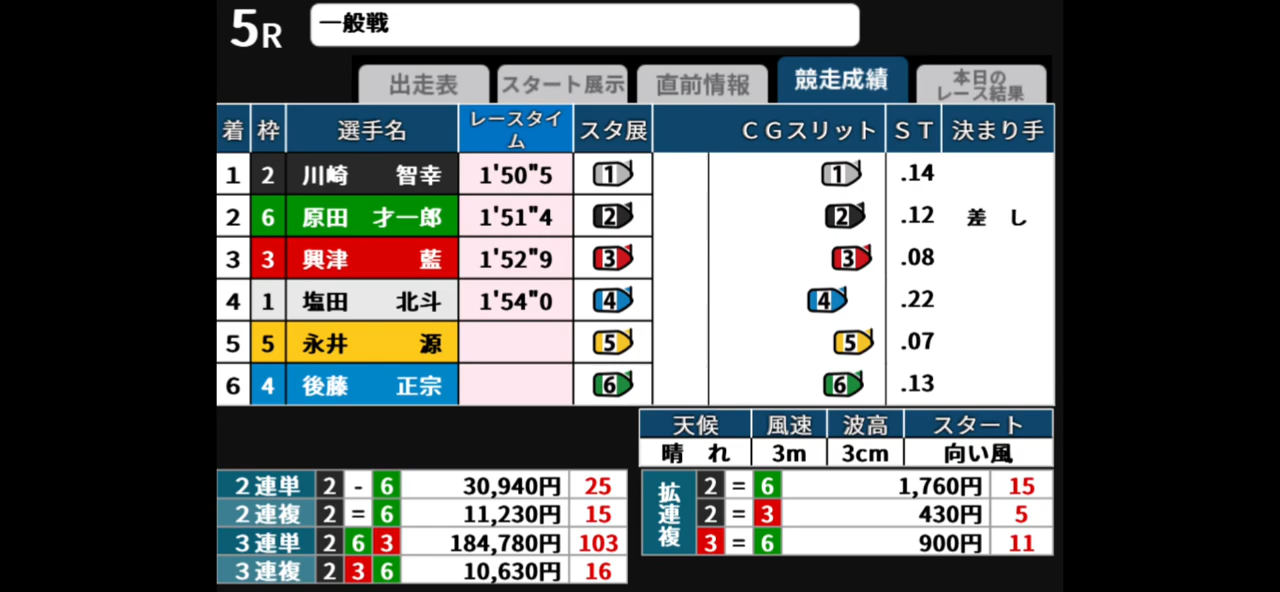 5R 一般戦
出走表 スタート展示 直前情報 競走成績 本日の
レース結果
着 枠 選手名 レースタイム スタ展 CGスリット ST 決まり手
1 2 川崎 智幸 1'50"5 1 1 .14
2 6 原田 才一郎 1'51"4 2 2 .12 差 し
3 3 興津 藍 1'52"9 3 3 .08
4 1 塩田 北斗 1'54"0 4 4 .22
5 5 永井 源 5 5 .07
6 4 後藤 正宗 6 6 .13
天候 風速 波高 スタート
晴 れ 3m 3cm 向い風
2連単 2 - 6 30,940円 25
2連複 2 = 6 11,230円 15
3連単 2 6 3 184,780円 103
3連複 2 3 6 10,630円 16
拡連複 2 = 6 1,760円 15
2 = 3 430円 5
3 = 6 900円 11